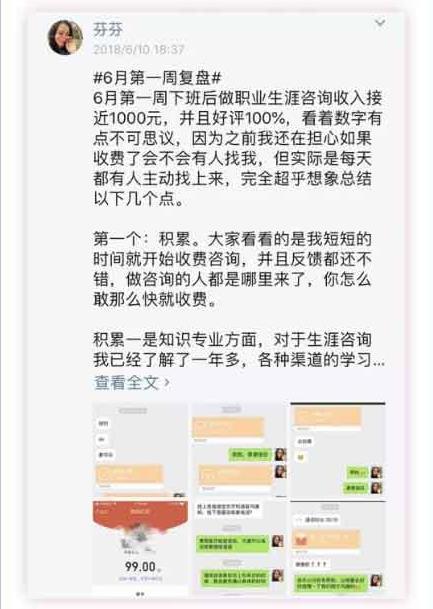 芬芬
2018/6/10 18:37
#6月第一周复盘#
6月第一周下班后做职业生涯咨询收入接
近1000元，并且好评100%，看着数字有
点不可思议，因为之前我还在担心如果
收费了会不会有人找我，但实际是每天
都有人主动找上来，完全超乎想象总结
以下几个点。
第一个：积累。大家看看的是我短短的
时间就开始收费咨询，并且反馈都还不
错，做咨询的人都是哪里来了，你怎么
敢那么快就收费。
积累一是知识专业方面，对于生涯咨询
我已经了解了一年多，各种渠道的学习...
查看全文
99.00